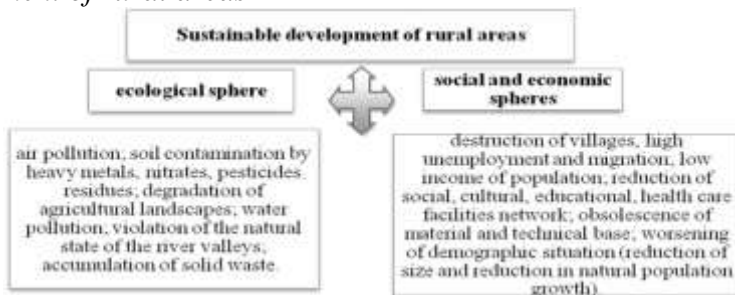 Sustainable development of rural areas
ecological sphere
social and economic
spheres
air pollution; soil contamination by
heavy metals, nitrates, pesticides
residues; degradation of
agricultural landscapes; water
pollution; violation of the natural
state of the river valleys;
accumulation of solid waste.
destruction of villages, high
unemployment and migration, low
income of population; reduction of
social, cultural, educational, health care
facilities network; obsolescence of
material and technical base; worsening
of demographic situation (reduction of
size and reduction in natural population
growth)